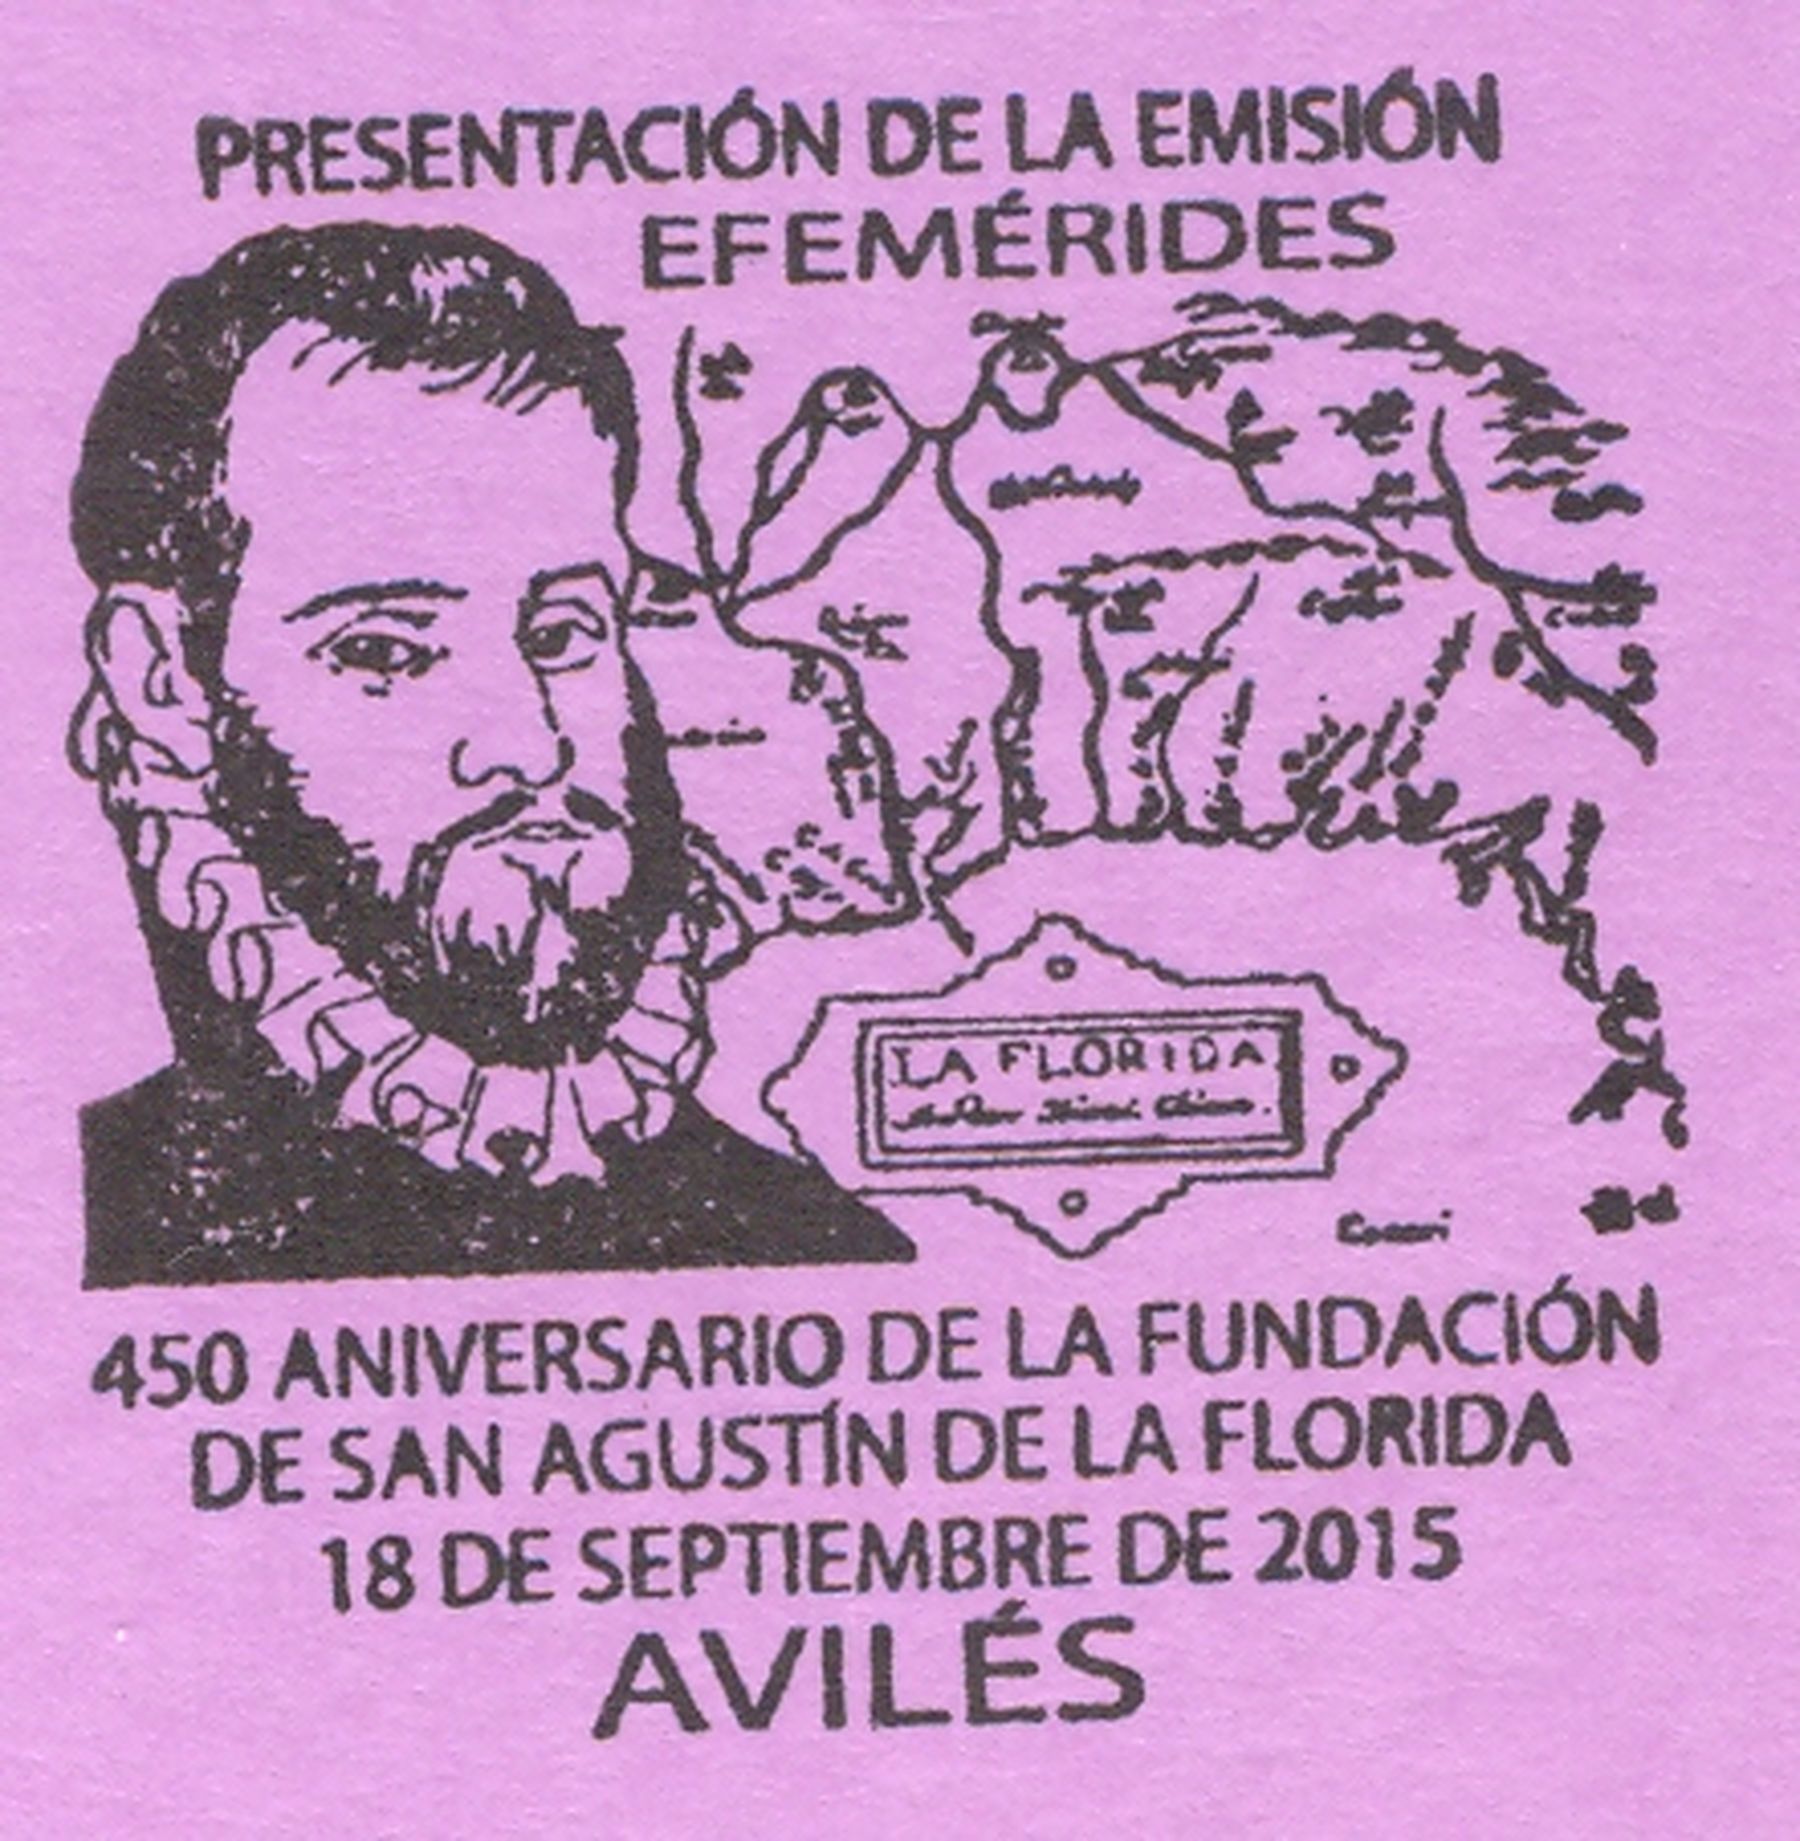 PRESENTACIÓN DE LA EMISIÓN
EFEMÉRIDES
LA FLORIDA
450 ANIVERSARIO DE LA FUNDACIÓN
DE SAN AGUSTÍN DE LA FLORIDA
18 DE SEPTIEMBRE DE 2015
AVILÉS